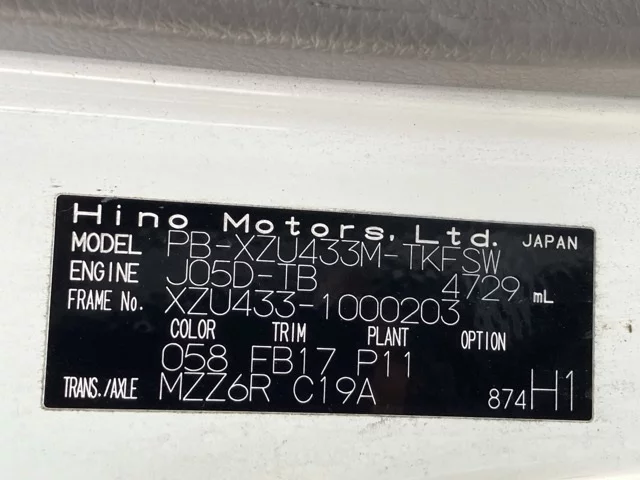 Hino Motors, Ltd. JAPAN
MODEL PB-XZU433M-TKFSW
ENGINE J05D-TB 4729 mL
FRAME No. XZU433-1000203
COLOR TRIM PLANT OPTION
058 FB17 P11
TRANS./AXLE MZZ6R C19A 874H1